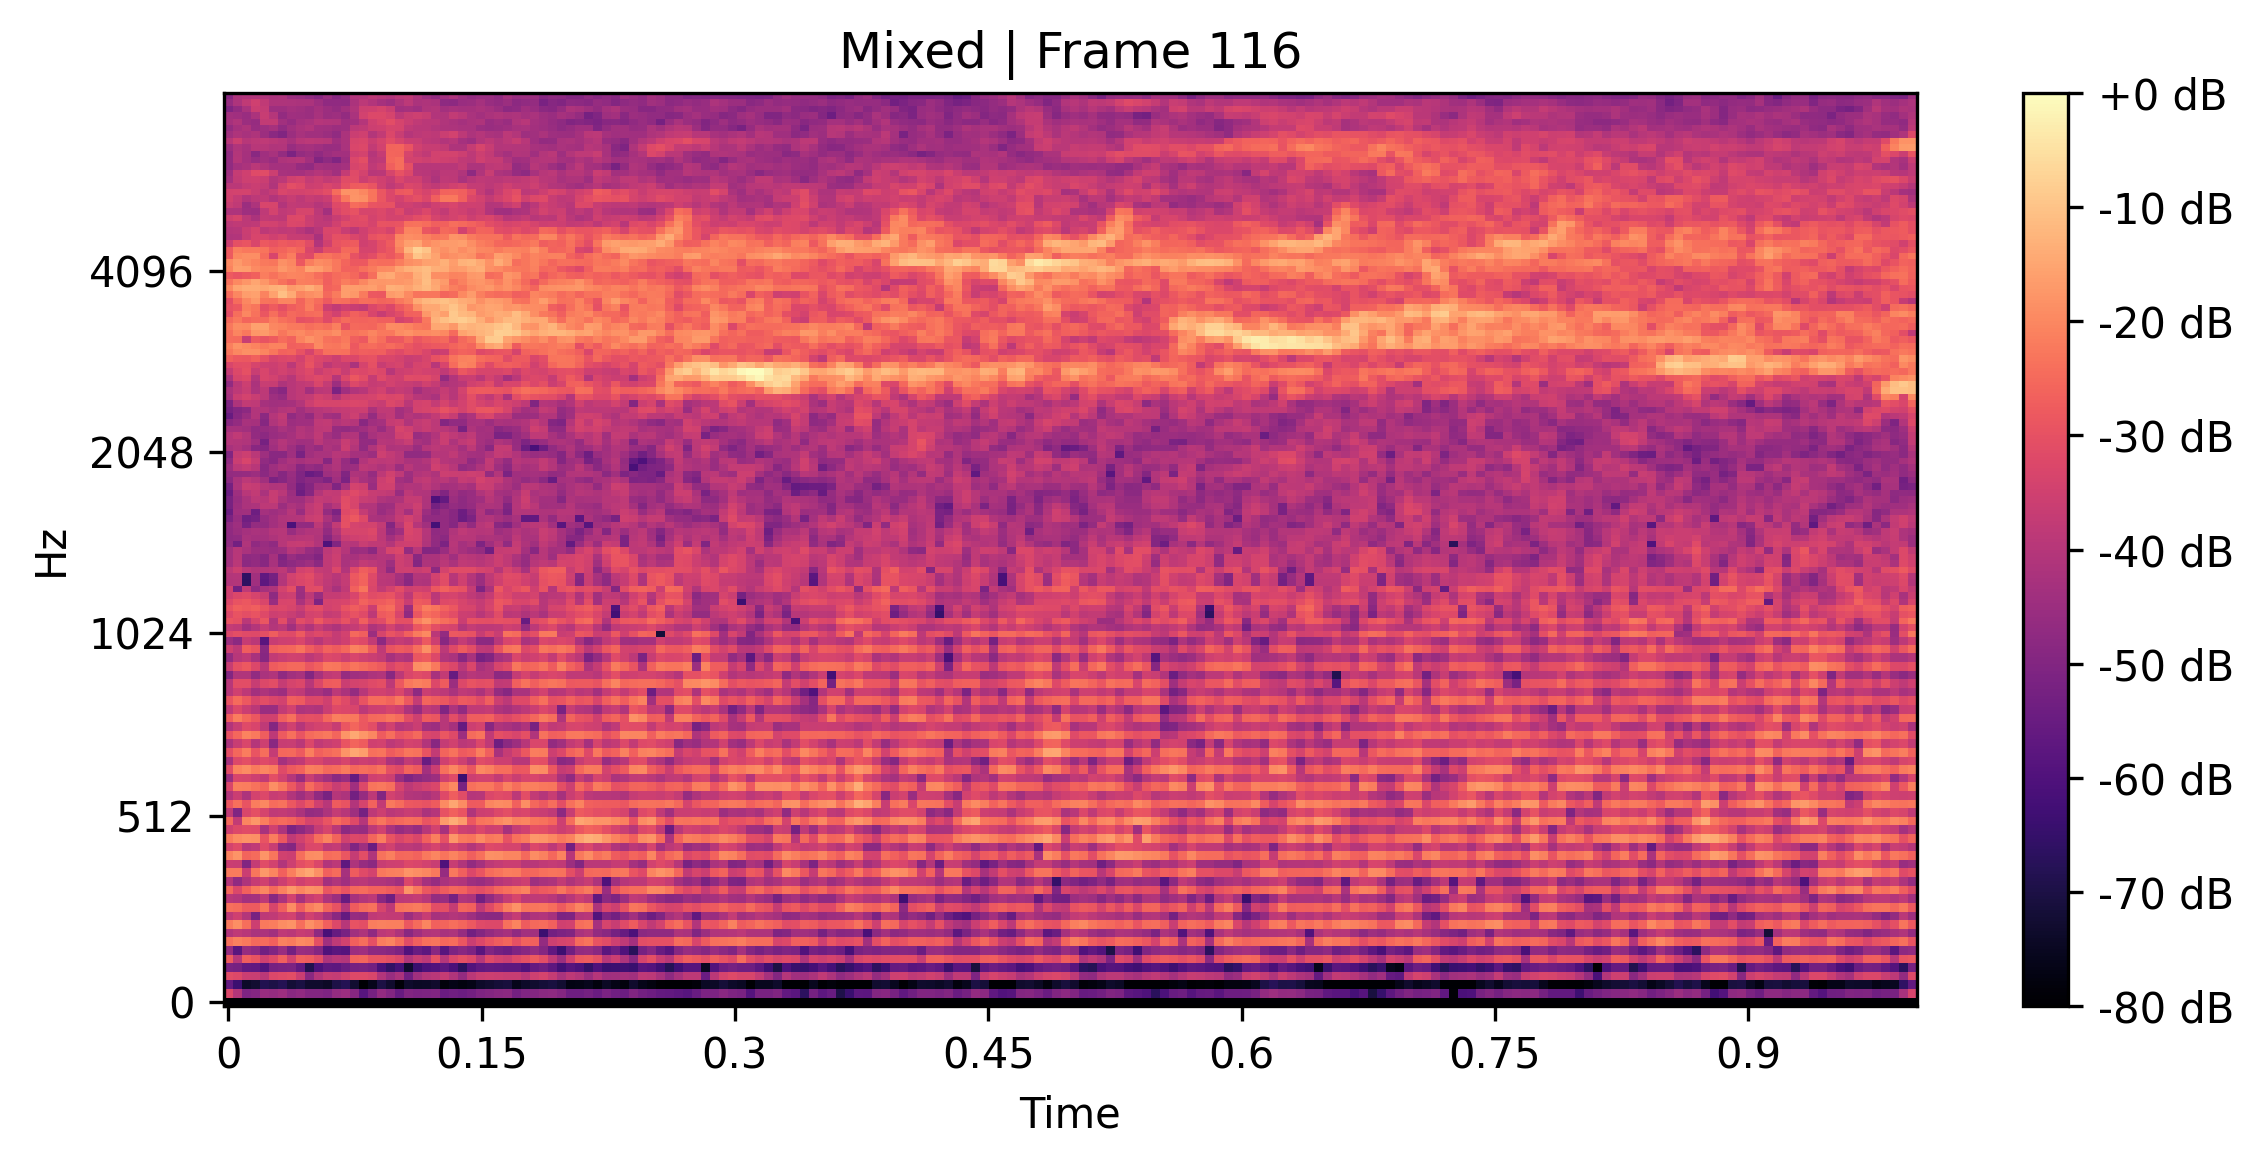 Mixed | Frame 116
Hz
4096
2048
1024
512
0
0
0.15
0.3
0.45
0.6
0.75
0.9
Time
+0 dB
-10 dB
-20 dB
-30 dB
-40 dB
-50 dB
-60 dB
-70 dB
-80 dB